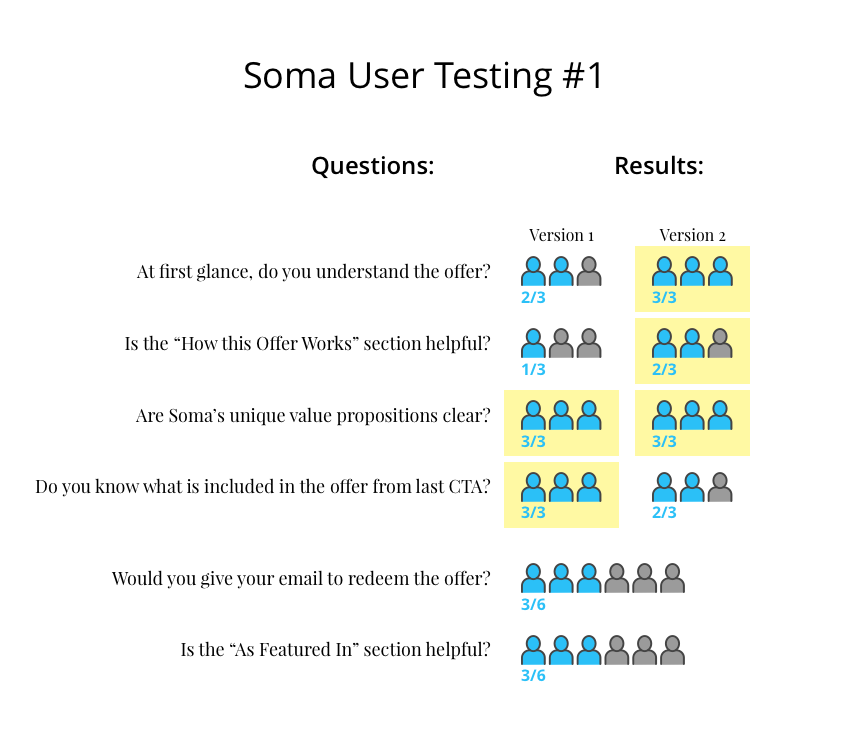 Soma User Testing #1
Questions: Results:
Version 1 Version 2
At first glance, do you understand the offer?
2/3 3/3
Is the “How this Offer Works” section helpful?
1/3 2/3
Are Soma’s unique value propositions clear?
3/3 3/3
Do you know what is included in the offer from last CTA?
3/3 2/3
Would you give your email to redeem the offer?
3/6
Is the “As Featured In” section helpful?
3/6